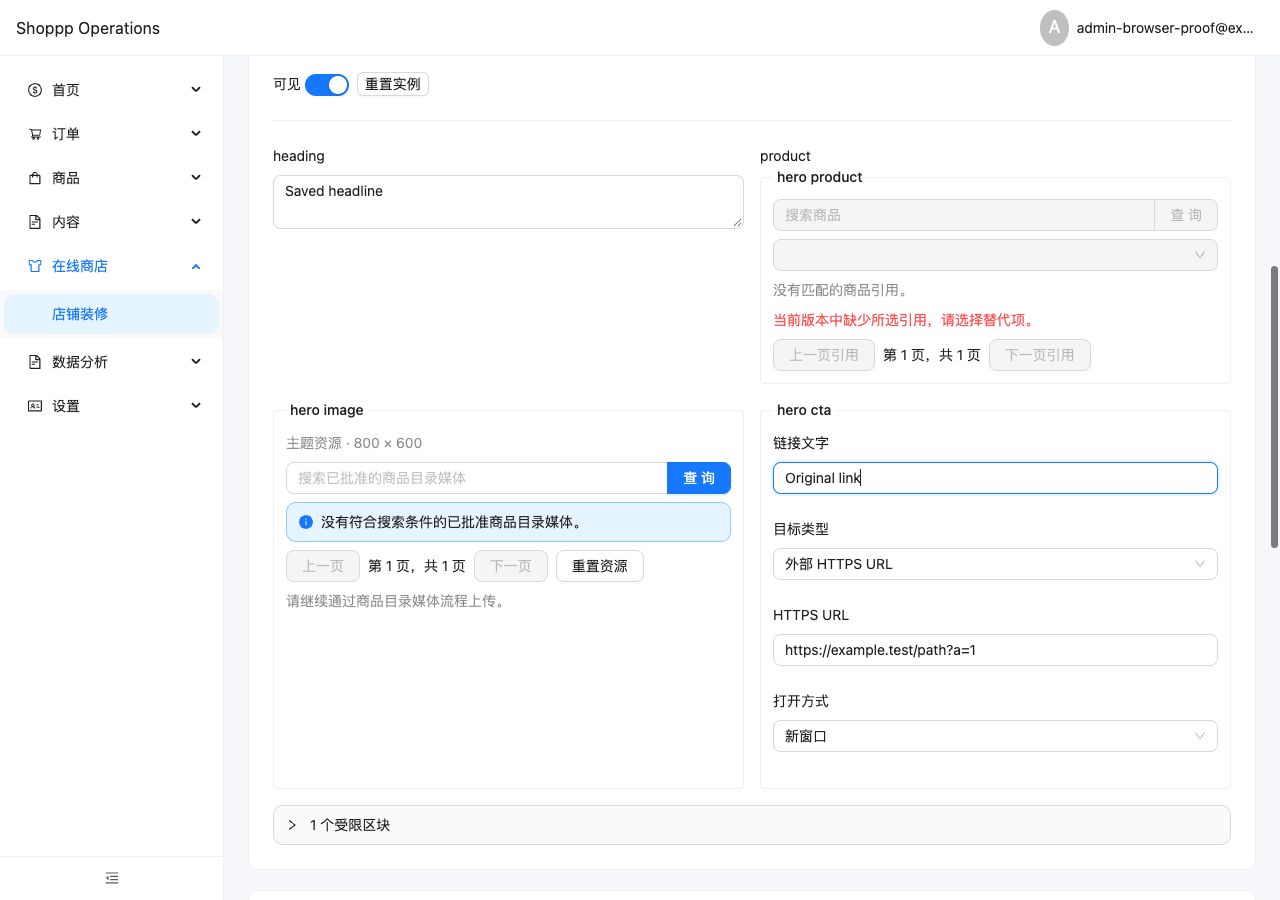 Shoppp Operations
A
admin-browser-proof@ex...
首页
订单
商品
内容
在线商店
店铺装修
数据分析
设置
可见
重置实例
heading
Saved headline
product
hero product
搜索商品
查 询
没有匹配的商品引用。
当前版本中缺少所选引用，请选择替代项。
上一页引用
第 1 页，共 1 页
下一页引用
hero image
主题资源 · 800 × 600
搜索已批准的商品目录媒体
查 询
没有符合搜索条件的已批准商品目录媒体。
上一页
第 1 页，共 1 页
下一页
重置资源
请继续通过商品目录媒体流程上传。
hero cta
链接文字
Original link
目标类型
外部 HTTPS URL
HTTPS URL
https://example.test/path?a=1
打开方式
新窗口
1 个受限区块